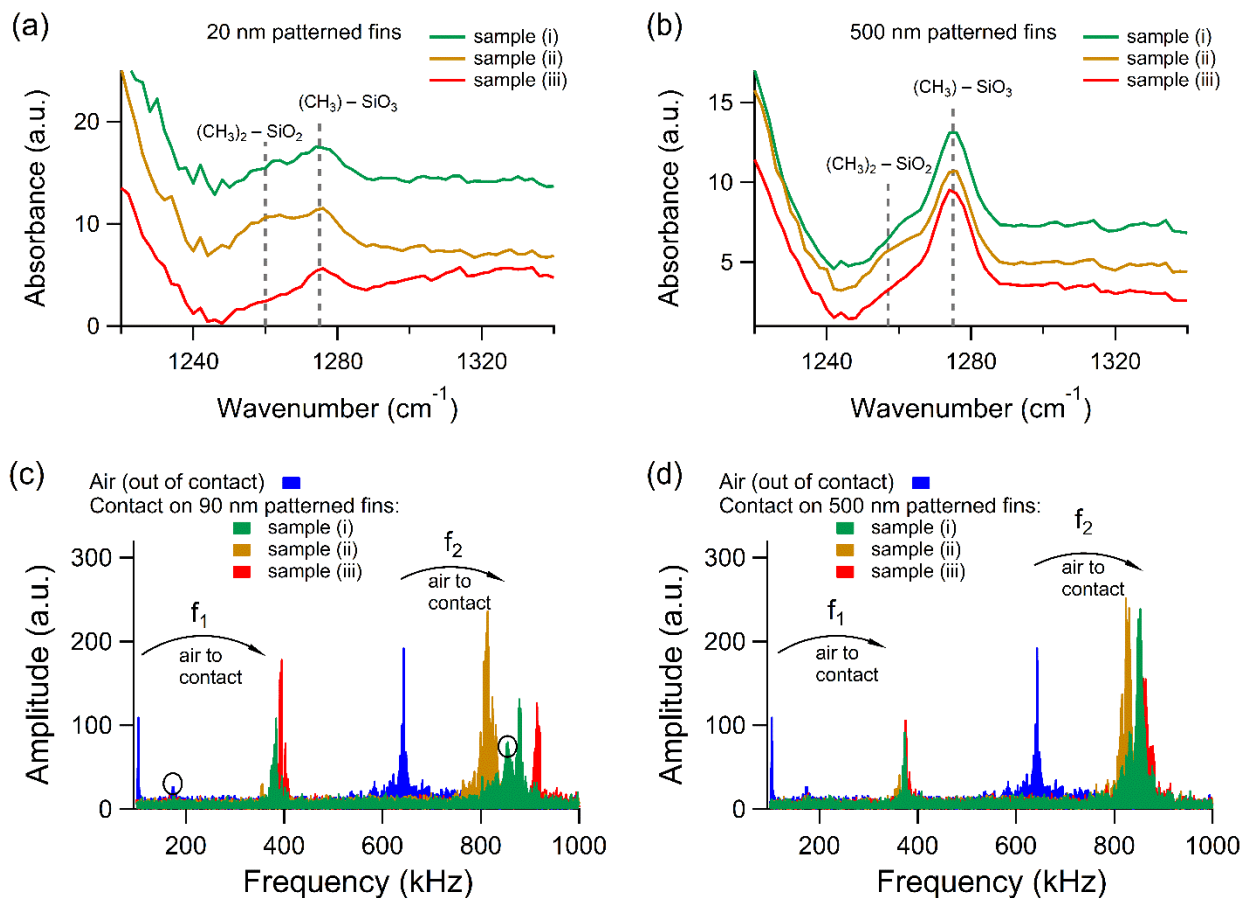 (a)
20 nm patterned fins
sample (i)
sample (ii)
sample (iii)
(CH₃) – SiO₃
(CH₃)₂ – SiO₂
Absorbance (a.u.)
20
10
0
1240
1280
1320
Wavenumber (cm⁻¹)
(b)
500 nm patterned fins
sample (i)
sample (ii)
sample (iii)
(CH₃) – SiO₃
(CH₃)₂ – SiO₂
Absorbance (a.u.)
15
10
5
1240
1280
1320
Wavenumber (cm⁻¹)
(c)
Air (out of contact)
Contact on 90 nm patterned fins:
sample (i)
sample (ii)
sample (iii)
f₂
air to
contact
f₁
air to
contact
Amplitude (a.u.)
300
200
100
0
200
400
600
800
1000
Frequency (kHz)
(d)
Air (out of contact)
Contact on 500 nm patterned fins:
sample (i)
sample (ii)
sample (iii)
f₂
air to
contact
f₁
air to
contact
Amplitude (a.u.)
300
200
100
0
200
400
600
800
1000
Frequency (kHz)